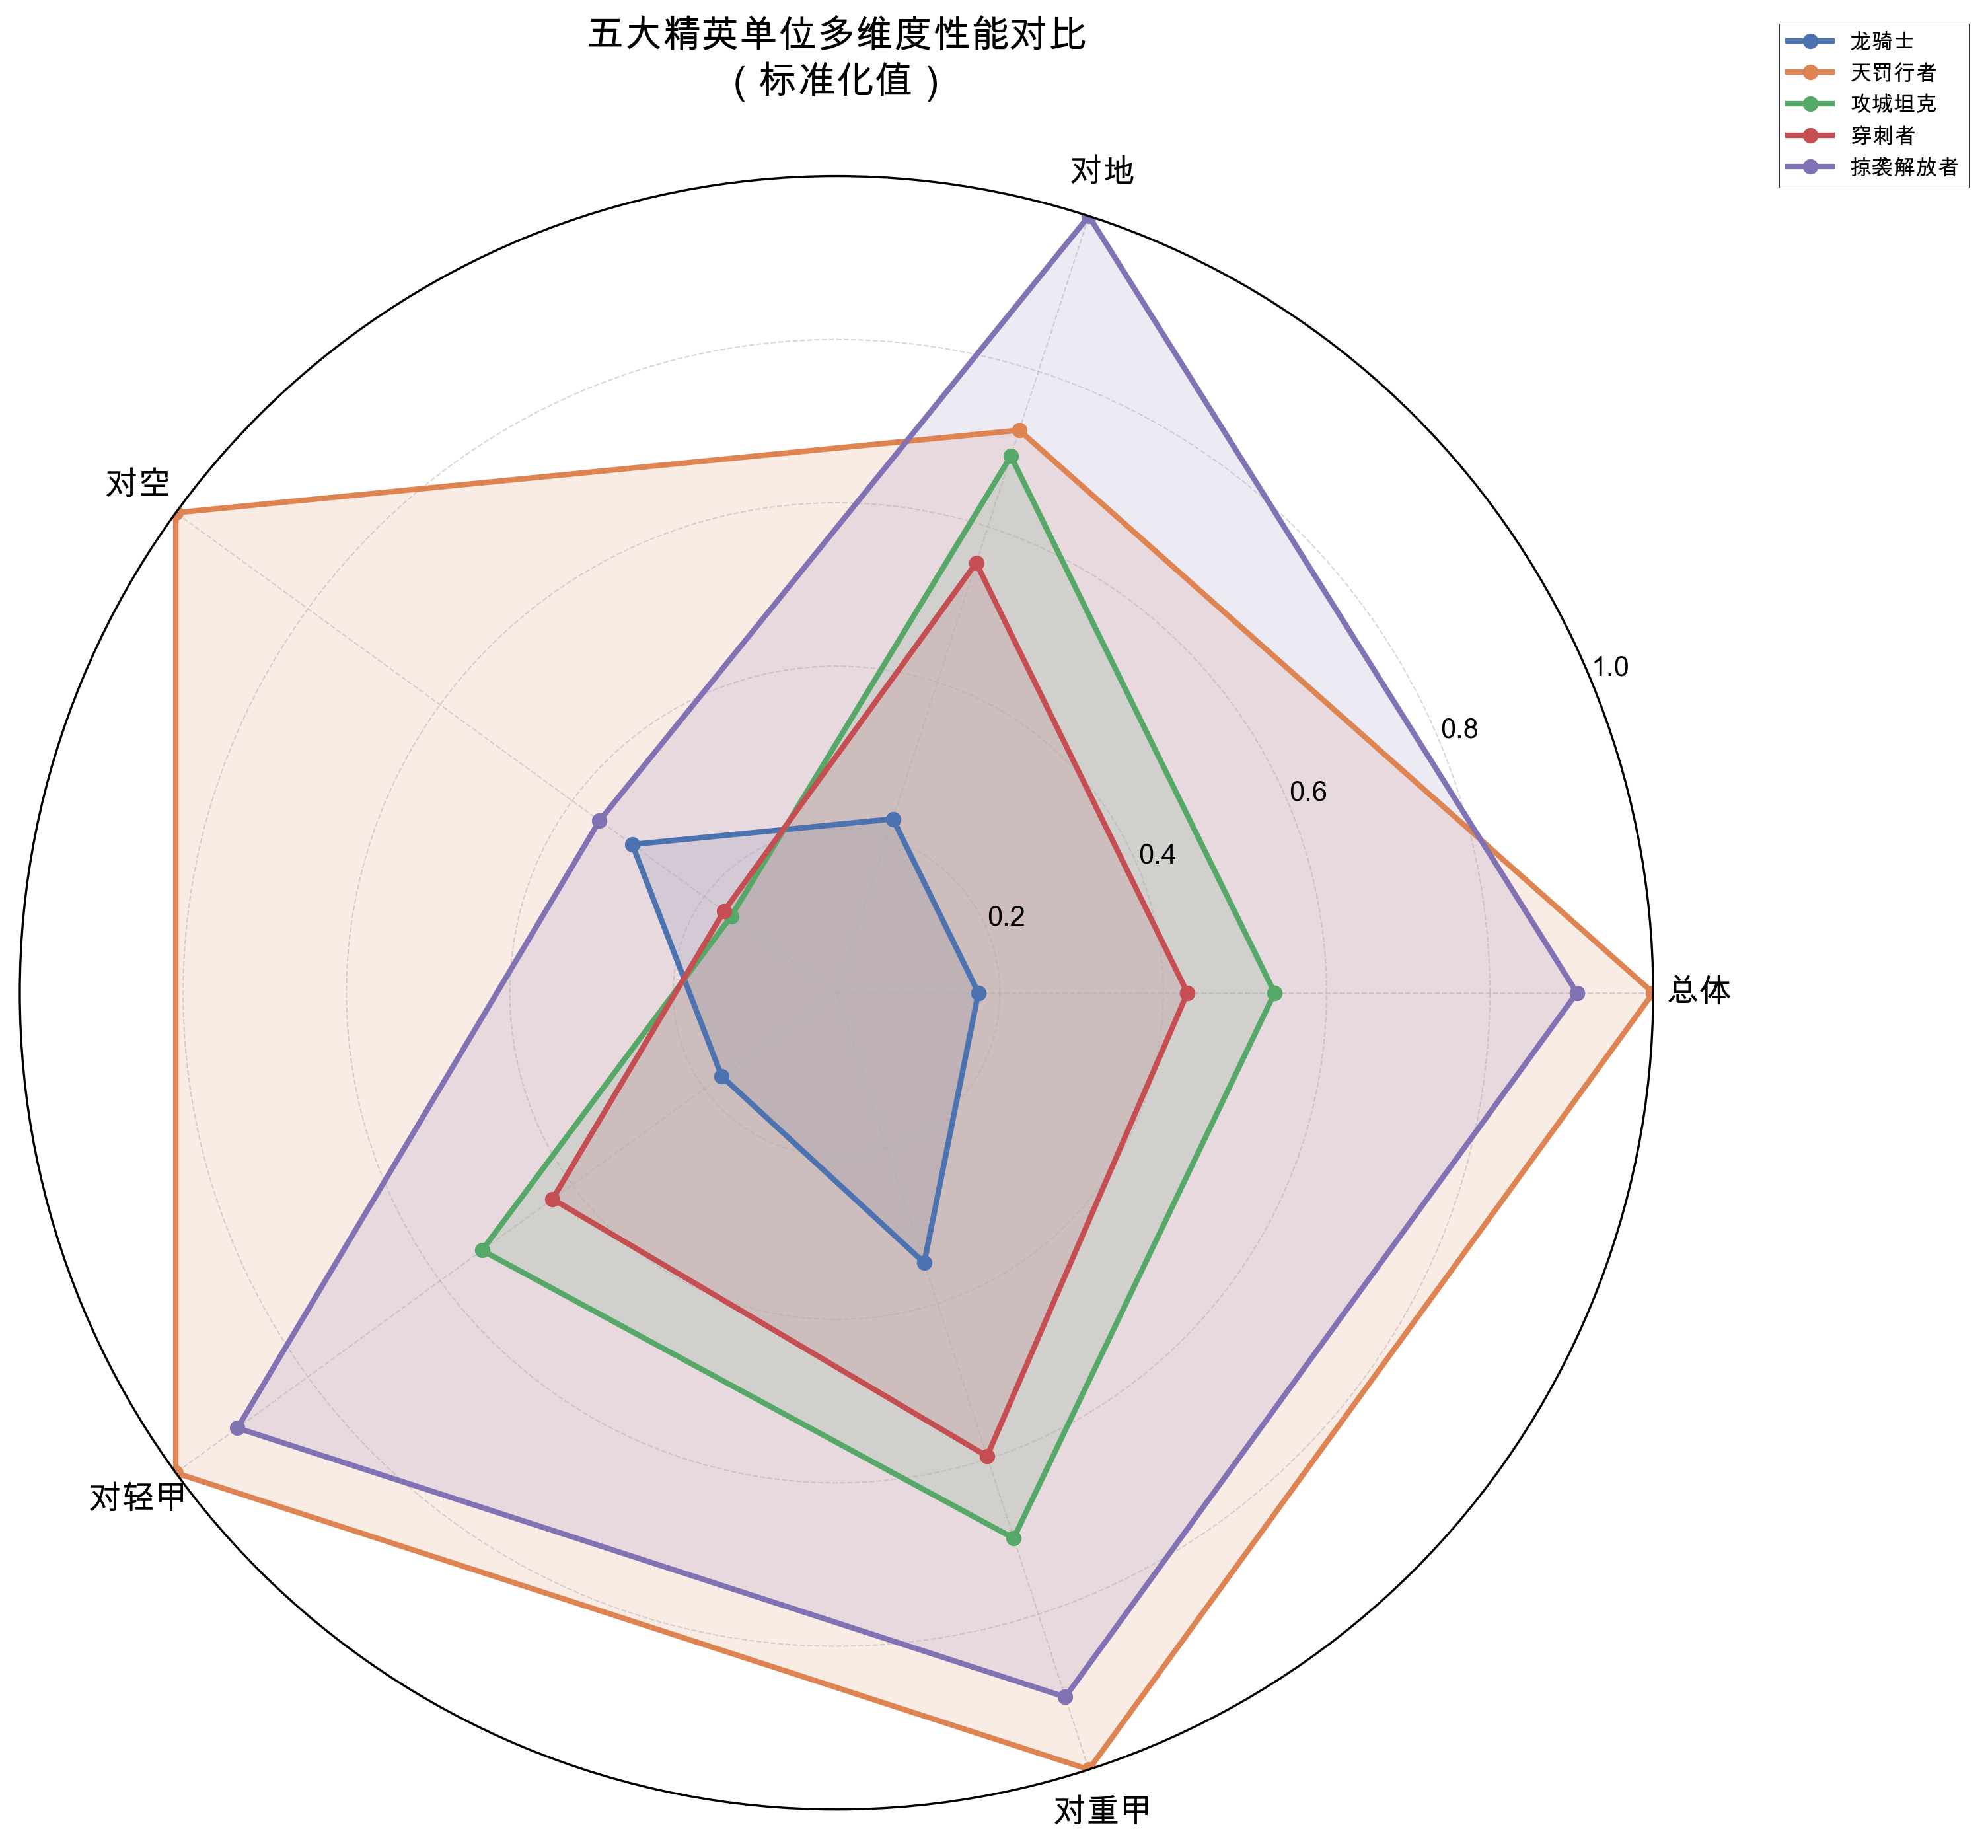 五大精英单位多维度性能对比
（标准化值）
龙骑士
天罚行者
攻城坦克
穿刺者
掠袭解放者
对地
对空
1.0
0.8
0.6
0.4
0.2
总体
对轻甲
对重甲